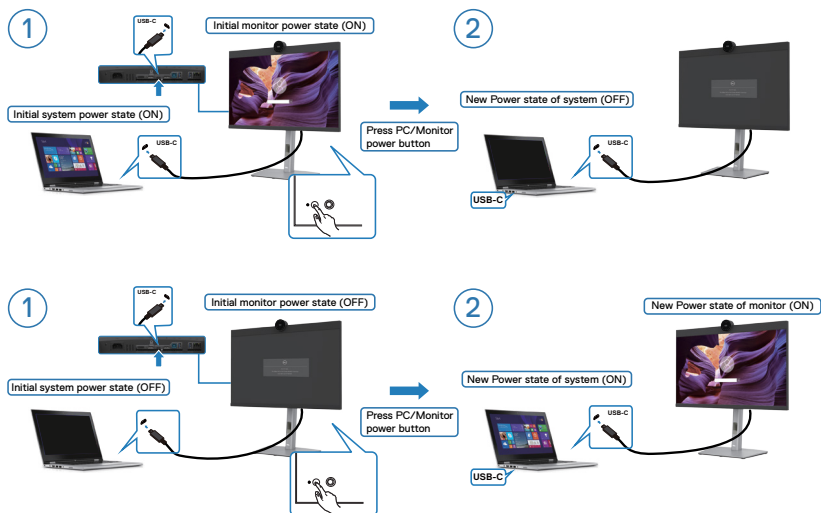 1
USB-C
Initial monitor power state (ON)
Initial system power state (ON)
USB-C
Press PC/Monitor
power button
2
New Power state of system (OFF)
USB-C
USB-C
1
USB-C
Initial monitor power state (OFF)
Initial system power state (OFF)
USB-C
Press PC/Monitor
power button
2
New Power state of monitor (ON)
New Power state of system (ON)
USB-C
USB-C